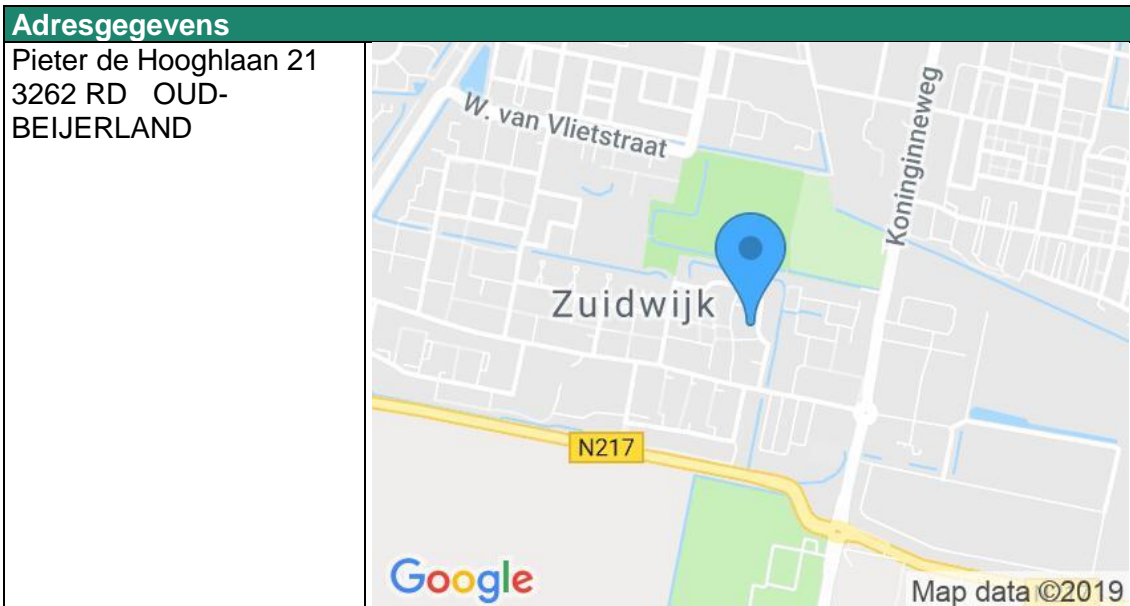 Adresgegevens
Pieter de Hooghlaan 21
3262 RD OUD-
BEIJERLAND
W. van Vlietstraat
Koninginneweg
Zuidwijk
N217
Google
Map data ©2019